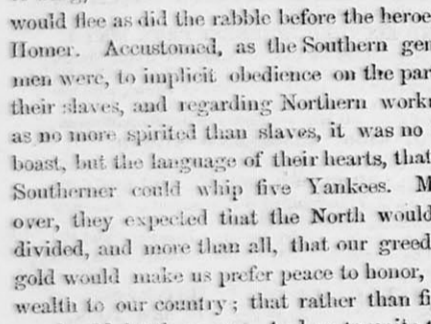 would flee as did the rabble before the heroe
Homer. Accustomed, as the Southern gen
men were, to implicit obedience on the par
their slaves, and regarding Northern work
as no more spirited than slaves, it was no
boast, but the language of their hearts, that
Southerner could whip five Yankees. M
over, they expected that the North would
divided, and more than all, that our greed
gold would make us prefer peace to honor,
wealth to our country; that rather than fi